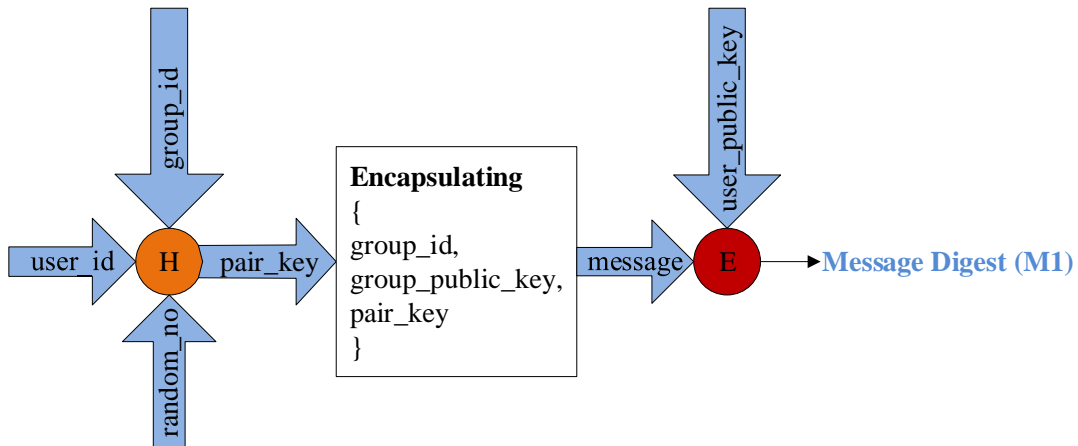 group_id
user_id
H
pair_key
random_no
Encapsulating
{
group_id,
group_public_key,
pair_key
}
message
user_public_key
E
Message Digest (M1)